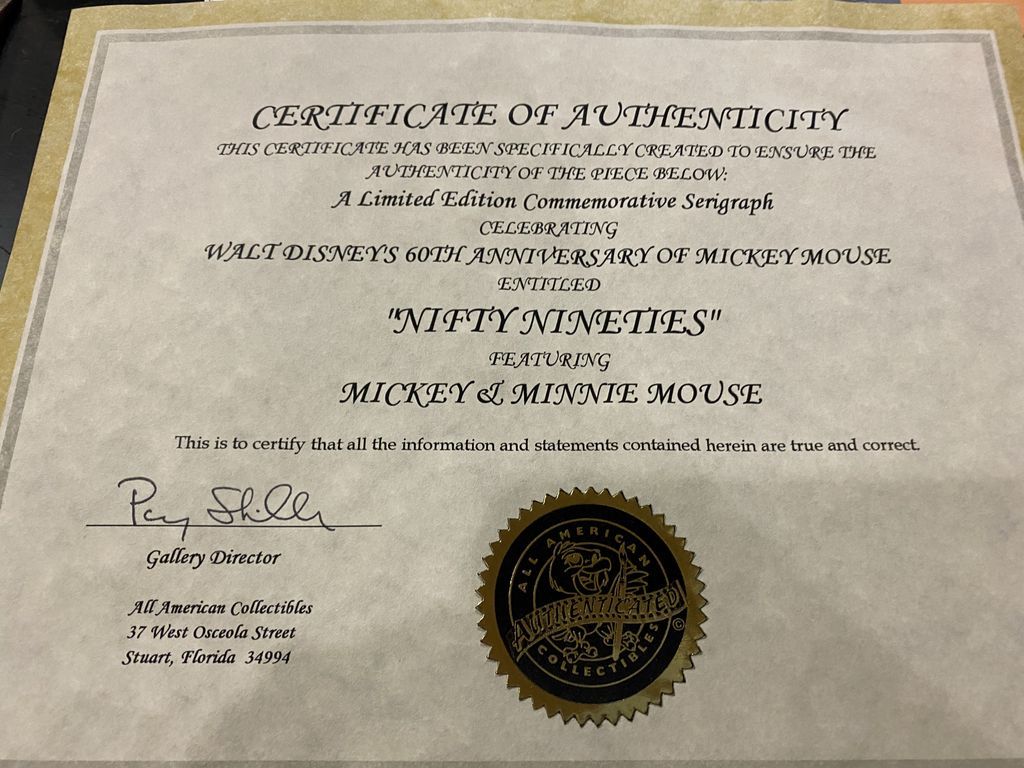 CERTIFICATE OF AUTHENTICITY
THIS CERTIFICATE HAS BEEN SPECIFICALLY CREATED TO ENSURE THE
AUTHENTICITY OF THE PIECE BELOW:
A Limited Edition Commemorative Serigraph
CELEBRATING
WALT DISNEY'S 60TH ANNIVERSARY OF MICKEY MOUSE
ENTITLED
"NIFTY NINETIES"
FEATURING
MICKEY & MINNIE MOUSE
This is to certify that all the information and statements contained herein are true and correct.
Gallery Director
All American Collectibles
37 West Osceola Street
Stuart, Florida 34994
ALL AMERICAN
AUTHENTICATED
COLLECTIBLES ©